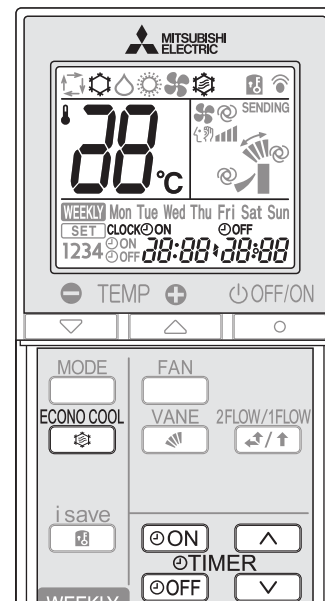 MITSUBISHI
ELECTRIC
SENDING
88°C
WEEKLY Mon Tue Wed Thu Fri Sat Sun
SET CLOCK ON OFF
1234 ON OFF 88:88 88:88
TEMP OFF/ON
MODE FAN
ECONO COOL VANE 2FLOW/1FLOW
i save
ON
TIMER
OFF
WEEKLY